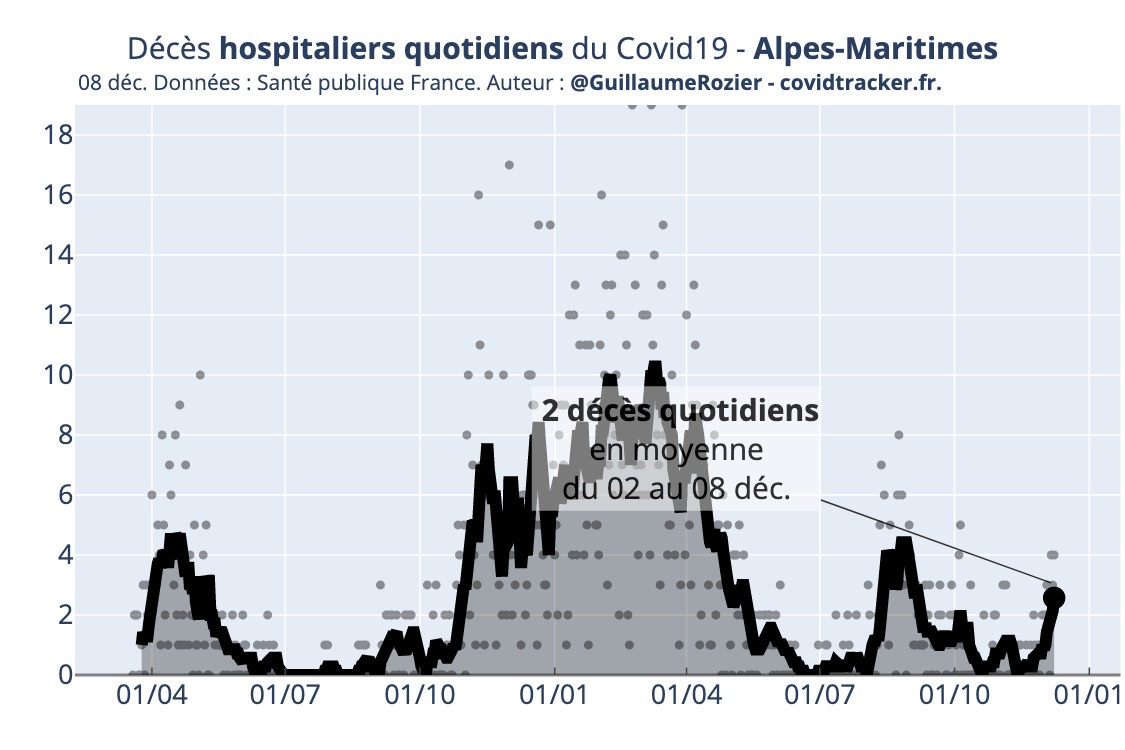 Décès hospitaliers quotidiens du Covid19 - Alpes-Maritimes
08 déc. Données : Santé publique France. Auteur : @GuillaumeRozier - covidtracker.fr.
18
16
14
12
10
8
6
4
2
0
2 décès quotidiens
en moyenne
du 02 au 08 déc.
01/04 01/07 01/10 01/01 01/04 01/07 01/10 01/01